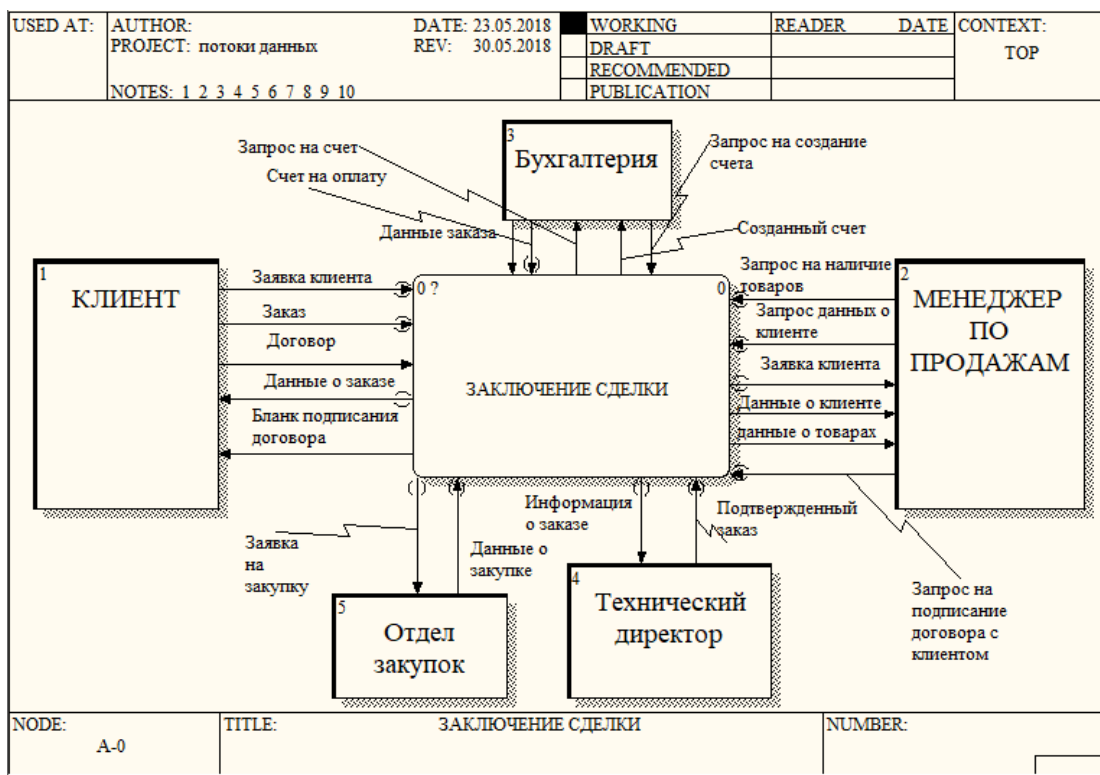 USED AT:
AUTHOR:
DATE: 23.05.2018
PROJECT: потоки данных
REV: 30.05.2018
NOTES: 1 2 3 4 5 6 7 8 9 10
WORKING
DRAFT
RECOMMENDED
PUBLICATION
READER DATE
CONTEXT:
TOP
3
Бухгалтерия
Запрос на счет
Счет на оплату
Данные заказа
Запрос на создание
счета
Созданный счет
1
КЛИЕНТ
Заявка клиента
Заказ
Договор
Данные о заказе
Бланк подписания
договора
0 ?
0
ЗАКЛЮЧЕНИЕ СДЕЛКИ
Запрос на наличие
товаров
Запрос данных о
клиенте
Заявка клиента
Данные о клиенте
данные о товарах
2
МЕНЕДЖЕР
ПО
ПРОДАЖАМ
Заявка
на
закупку
Данные о
закупке
Информация
о заказе
Подтвержденный
заказ
Запрос на
подписание
договора с
клиентом
5
Отдел
закупок
4
Технический
директор
NODE:
A-0
TITLE:
ЗАКЛЮЧЕНИЕ СДЕЛКИ
NUMBER: